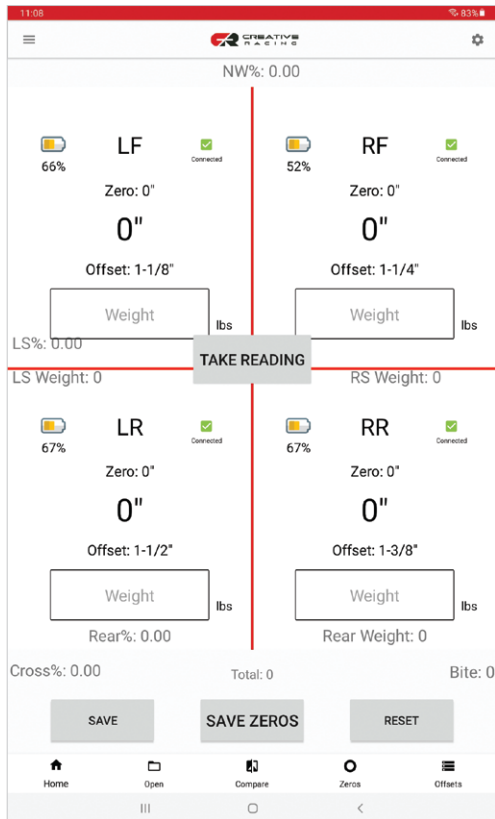 11:08 83%
CR CREATIVE RACING
NW%: 0.00
LF Connected RF Connected
66% 52%
Zero: 0" Zero: 0"
0" 0"
Offset: 1-1/8" Offset: 1-1/4"
Weight lbs Weight lbs
LS%: 0.00
TAKE READING
LS Weight: 0 RS Weight: 0
LR Connected RR Connected
67% 67%
Zero: 0" Zero: 0"
0" 0"
Offset: 1-1/2" Offset: 1-3/8"
Weight lbs Weight lbs
Rear%: 0.00 Rear Weight: 0
Cross%: 0.00 Total: 0 Bite: 0
SAVE SAVE ZEROS RESET
Home Open Compare Zeros Offsets